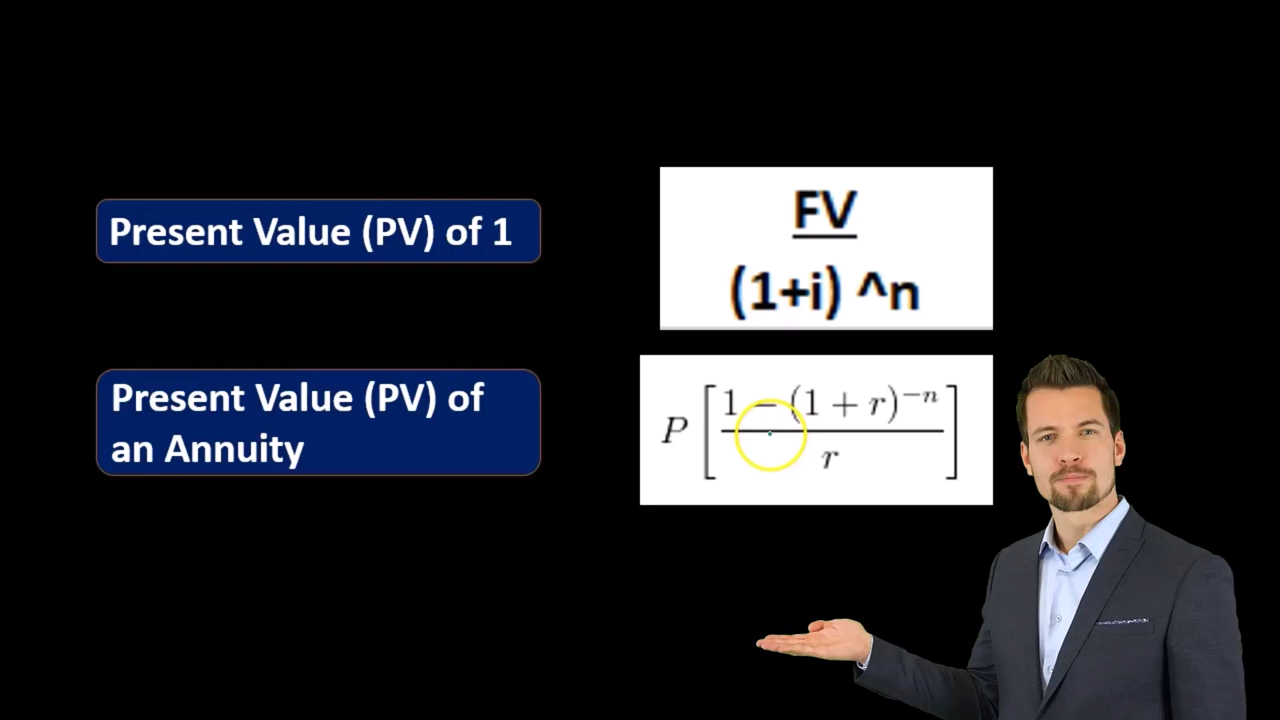 Present Value (PV) of 1
FV
(1+i) ^n
Present Value (PV) of
an Annuity
P [ 1 − (1 + r)^−n
r ]